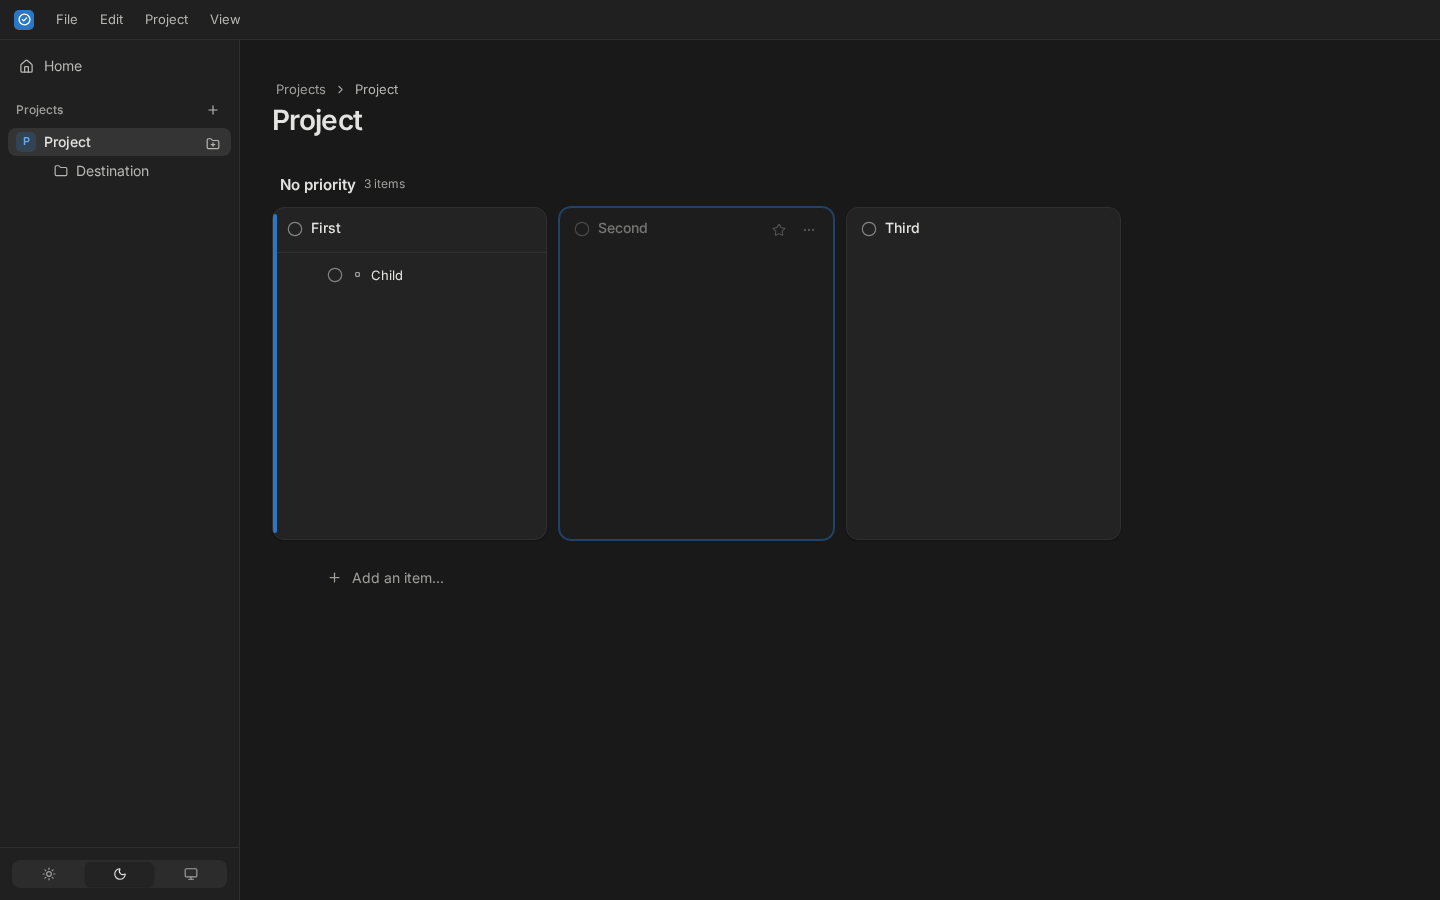 File Edit Project View
Home
Projects
P Project
Destination
Projects > Project
Project
No priority 3 items
First
Child
Second
Third
Add an item...